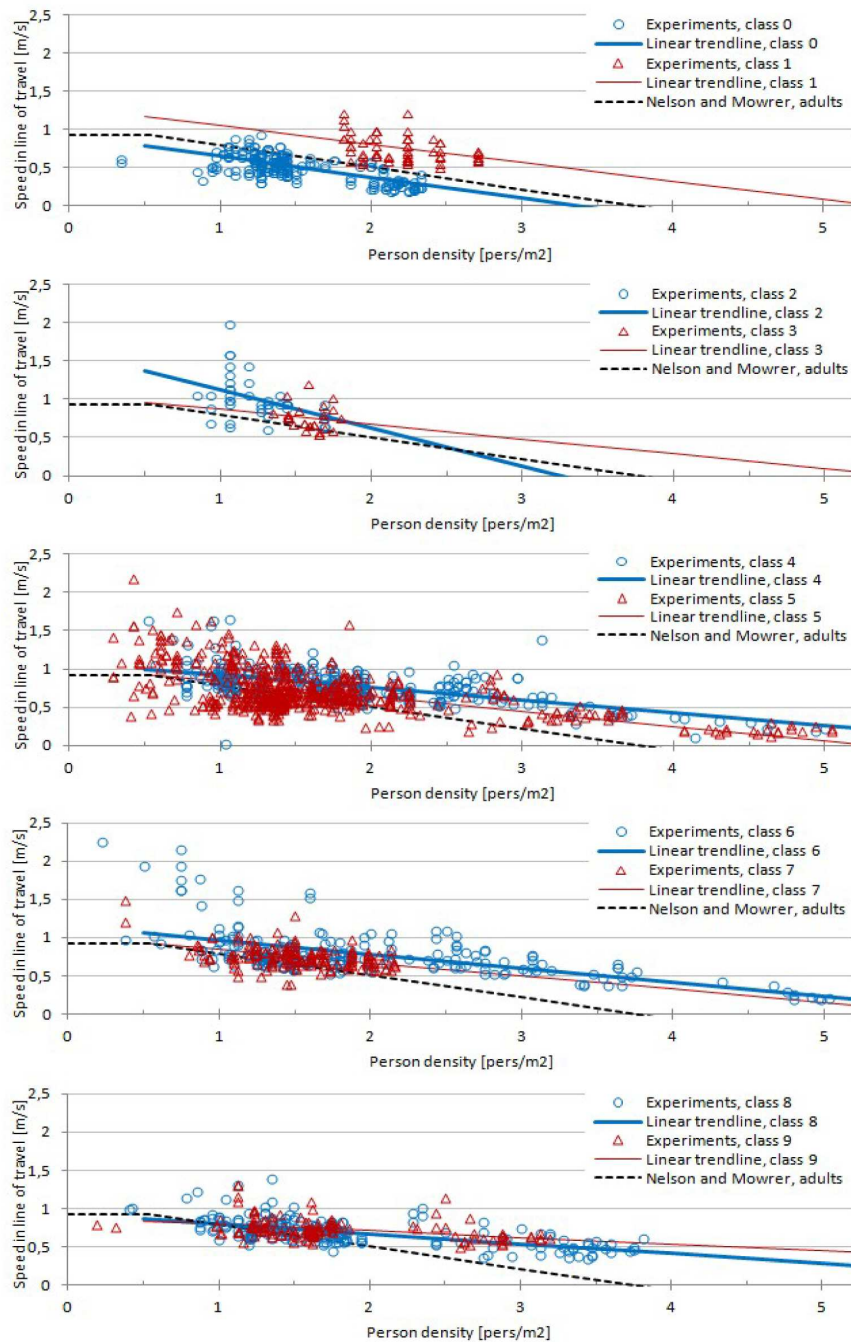 Speed in line of travel [m/s]
2,5
2
1,5
1
0,5
0
Experiments, class 0
Linear trendline, class 0
Experiments, class 1
Linear trendline, class 1
Nelson and Mowrer, adults
0 1 2 3 4 5
Person density [pers/m2]
Speed in line of travel [m/s]
2,5
2
1,5
1
0,5
0
Experiments, class 2
Linear trendline, class 2
Experiments, class 3
Linear trendline, class 3
Nelson and Mowrer, adults
0 1 2 3 4 5
Person density [pers/m2]
Speed in line of travel [m/s]
2,5
2
1,5
1
0,5
0
Experiments, class 4
Linear trendline, class 4
Experiments, class 5
Linear trendline, class 5
Nelson and Mowrer, adults
0 1 2 3 4 5
Person density [pers/m2]
Speed in line of travel [m/s]
2,5
2
1,5
1
0,5
0
Experiments, class 6
Linear trendline, class 6
Experiments, class 7
Linear trendline, class 7
Nelson and Mowrer, adults
0 1 2 3 4 5
Person density [pers/m2]
Speed in line of travel [m/s]
2,5
2
1,5
1
0,5
0
Experiments, class 8
Linear trendline, class 8
Experiments, class 9
Linear trendline, class 9
Nelson and Mowrer, adults
0 1 2 3 4 5
Person density [pers/m2]